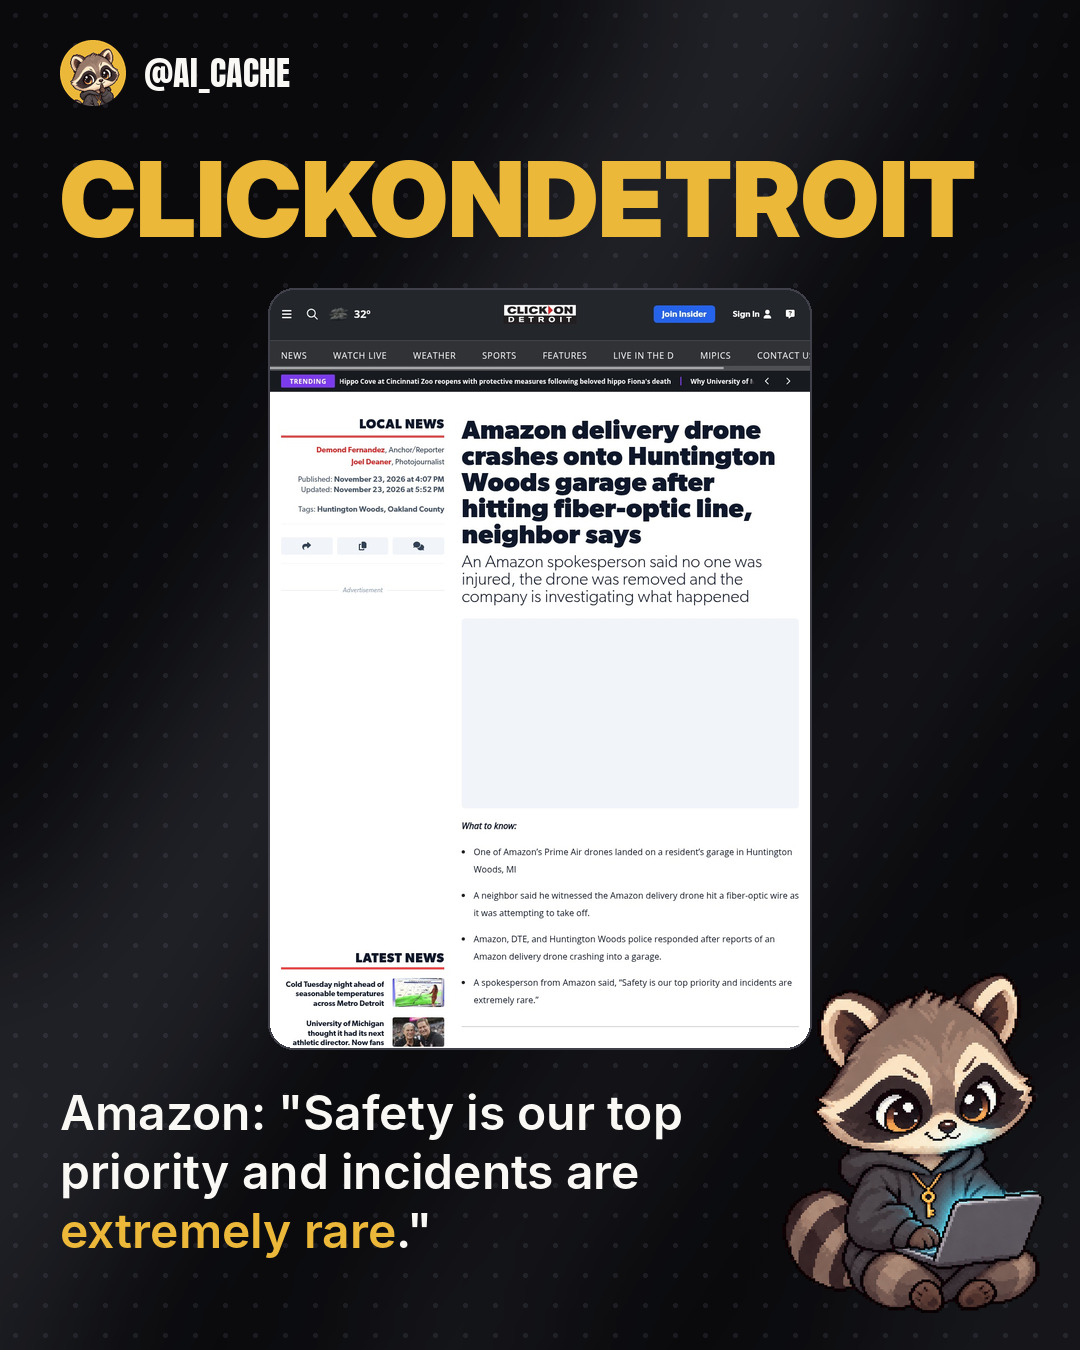 @AI_CACHE
CLICKONDETROIT
32°
CLICK ON
DETROIT
Join Insider
Sign In
NEWS
WATCH LIVE
WEATHER
SPORTS
FEATURES
LIVE IN THE D
MIPICS
CONTACT U
TRENDING
Hippo Cove at Cincinnati Zoo reopens with protective measures following beloved hippo Fiona's death
Why University of
LOCAL NEWS
Demond Fernandez, Anchor/Reporter
Joel Deaner, Photojournalist
Published: November 23, 2026 at 4:07 PM
Updated: November 23, 2026 at 5:52 PM
Tags: Huntington Woods, Oakland County
Advertisement
Amazon delivery drone
crashes onto Huntington
Woods garage after
hitting fiber-optic line,
neighbor says
An Amazon spokesperson said no one was
injured, the drone was removed and the
company is investigating what happened
What to know:
• One of Amazon's Prime Air drones landed on a resident's garage in Huntington
Woods, MI
• A neighbor said he witnessed the Amazon delivery drone hit a fiber-optic wire as
it was attempting to take off.
• Amazon, DTE, and Huntington Woods police responded after reports of an
Amazon delivery drone crashing into a garage.
• A spokesperson from Amazon said, “Safety is our top priority and incidents are
extremely rare.”
LATEST NEWS
Cold Tuesday night ahead of
seasonable temperatures
across Metro Detroit
University of Michigan
thought it had its next
athletic director. Now fans
Amazon: "Safety is our top
priority and incidents are
extremely rare."